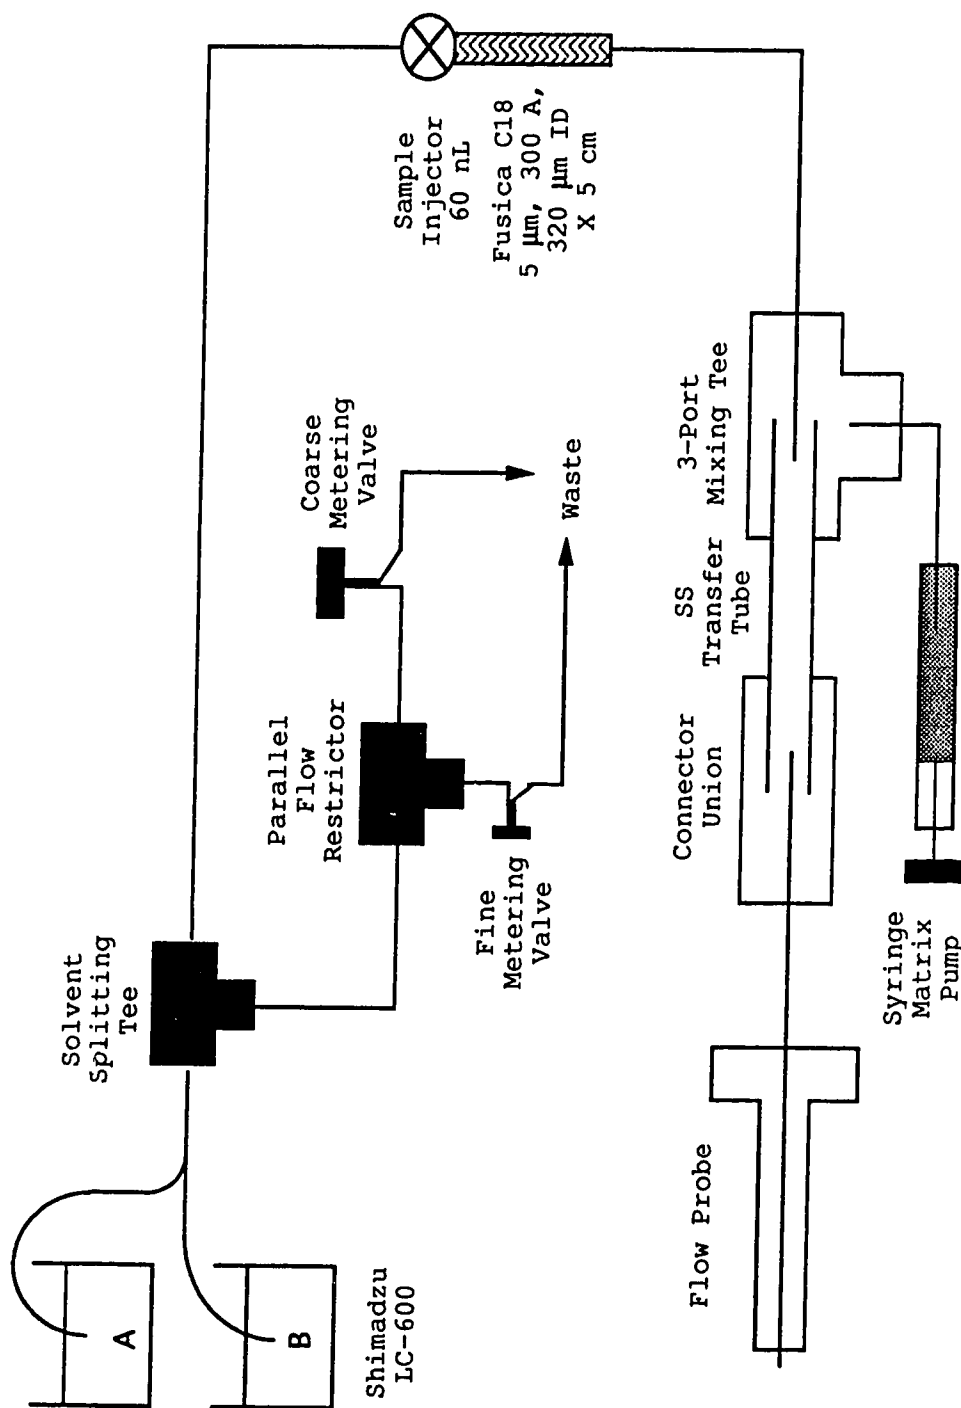 A
B
Shimadzu
LC-600
Solvent
Splitting
Tee
Parallel
Flow
Restrictor
Coarse
Metering
Valve
Fine
Metering
Valve
Waste
Sample
Injector
60 nL
Fusica C18
5 μm, 300 A,
320 μm ID
X 5 cm
Flow Probe
Connector
Union
SS
Transfer
Tube
3-Port
Mixing Tee
Syringe
Matrix
Pump